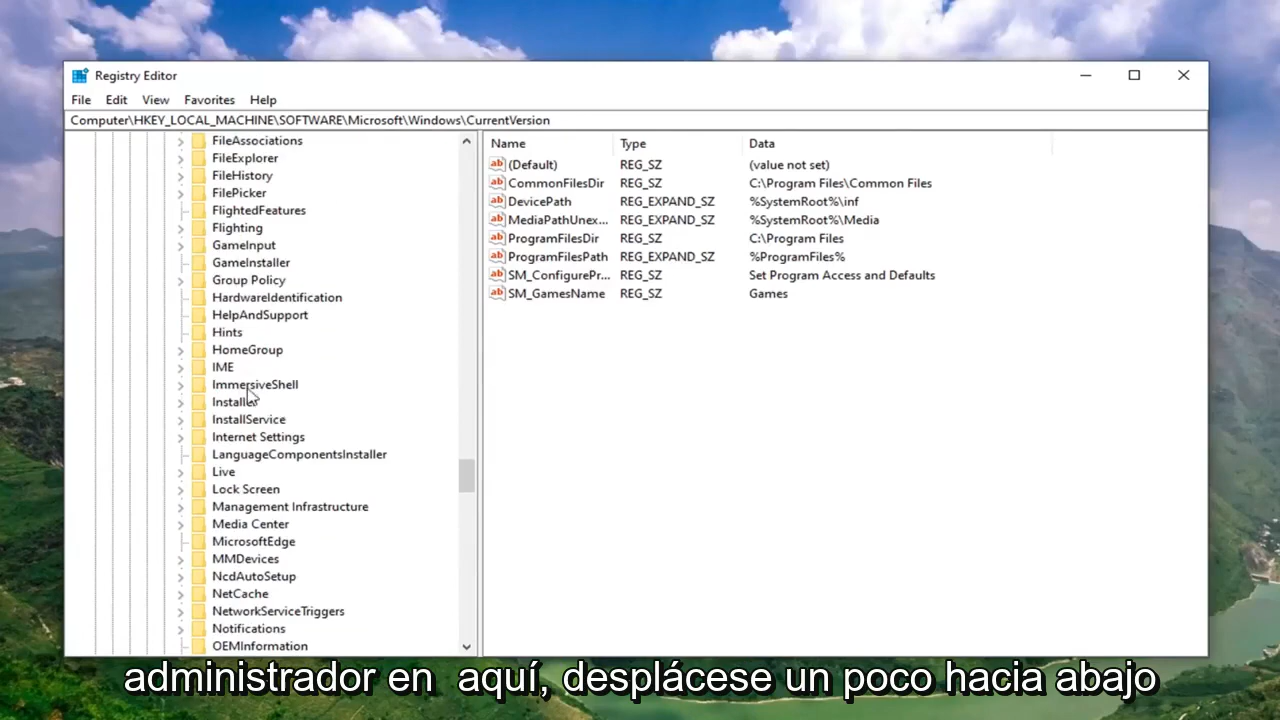 Registry Editor
File Edit View Favorites Help
Computer\HKEY_LOCAL_MACHINE\SOFTWARE\Microsoft\Windows\CurrentVersion
FileAssociations
FileExplorer
FileHistory
FilePicker
FlightedFeatures
Flighting
GameInput
GameInstaller
Group Policy
HardwareIdentification
HelpAndSupport
Hints
HomeGroup
IME
ImmersiveShell
Installer
InstallService
Internet Settings
LanguageComponentsInstaller
Live
Lock Screen
Management Infrastructure
Media Center
MicrosoftEdge
MMDevices
NcdAutoSetup
NetCache
NetworkServiceTriggers
Notifications
OEMInformation
Name Type Data
(Default) REG_SZ (value not set)
CommonFilesDir REG_SZ C:\Program Files\Common Files
DevicePath REG_EXPAND_SZ %SystemRoot%\inf
MediaPathUnex... REG_EXPAND_SZ %SystemRoot%\Media
ProgramFilesDir REG_SZ C:\Program Files
ProgramFilesPath REG_EXPAND_SZ %ProgramFiles%
SM_ConfigurePr... REG_SZ Set Program Access and Defaults
SM_GamesName REG_SZ Games
administrador en aquí, desplácese un poco hacia abajo